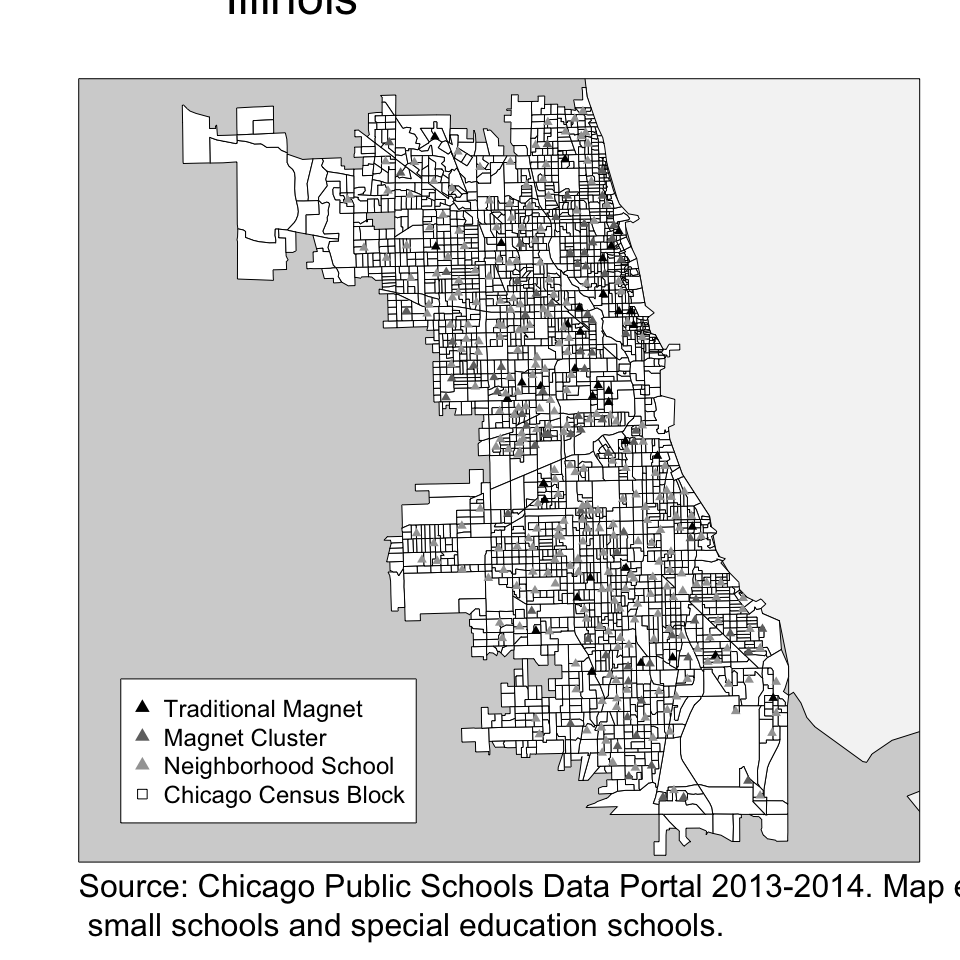 Illinois
Traditional Magnet
Magnet Cluster
Neighborhood School
Chicago Census Block
Source: Chicago Public Schools Data Portal 2013-2014. Map
small schools and special education schools.